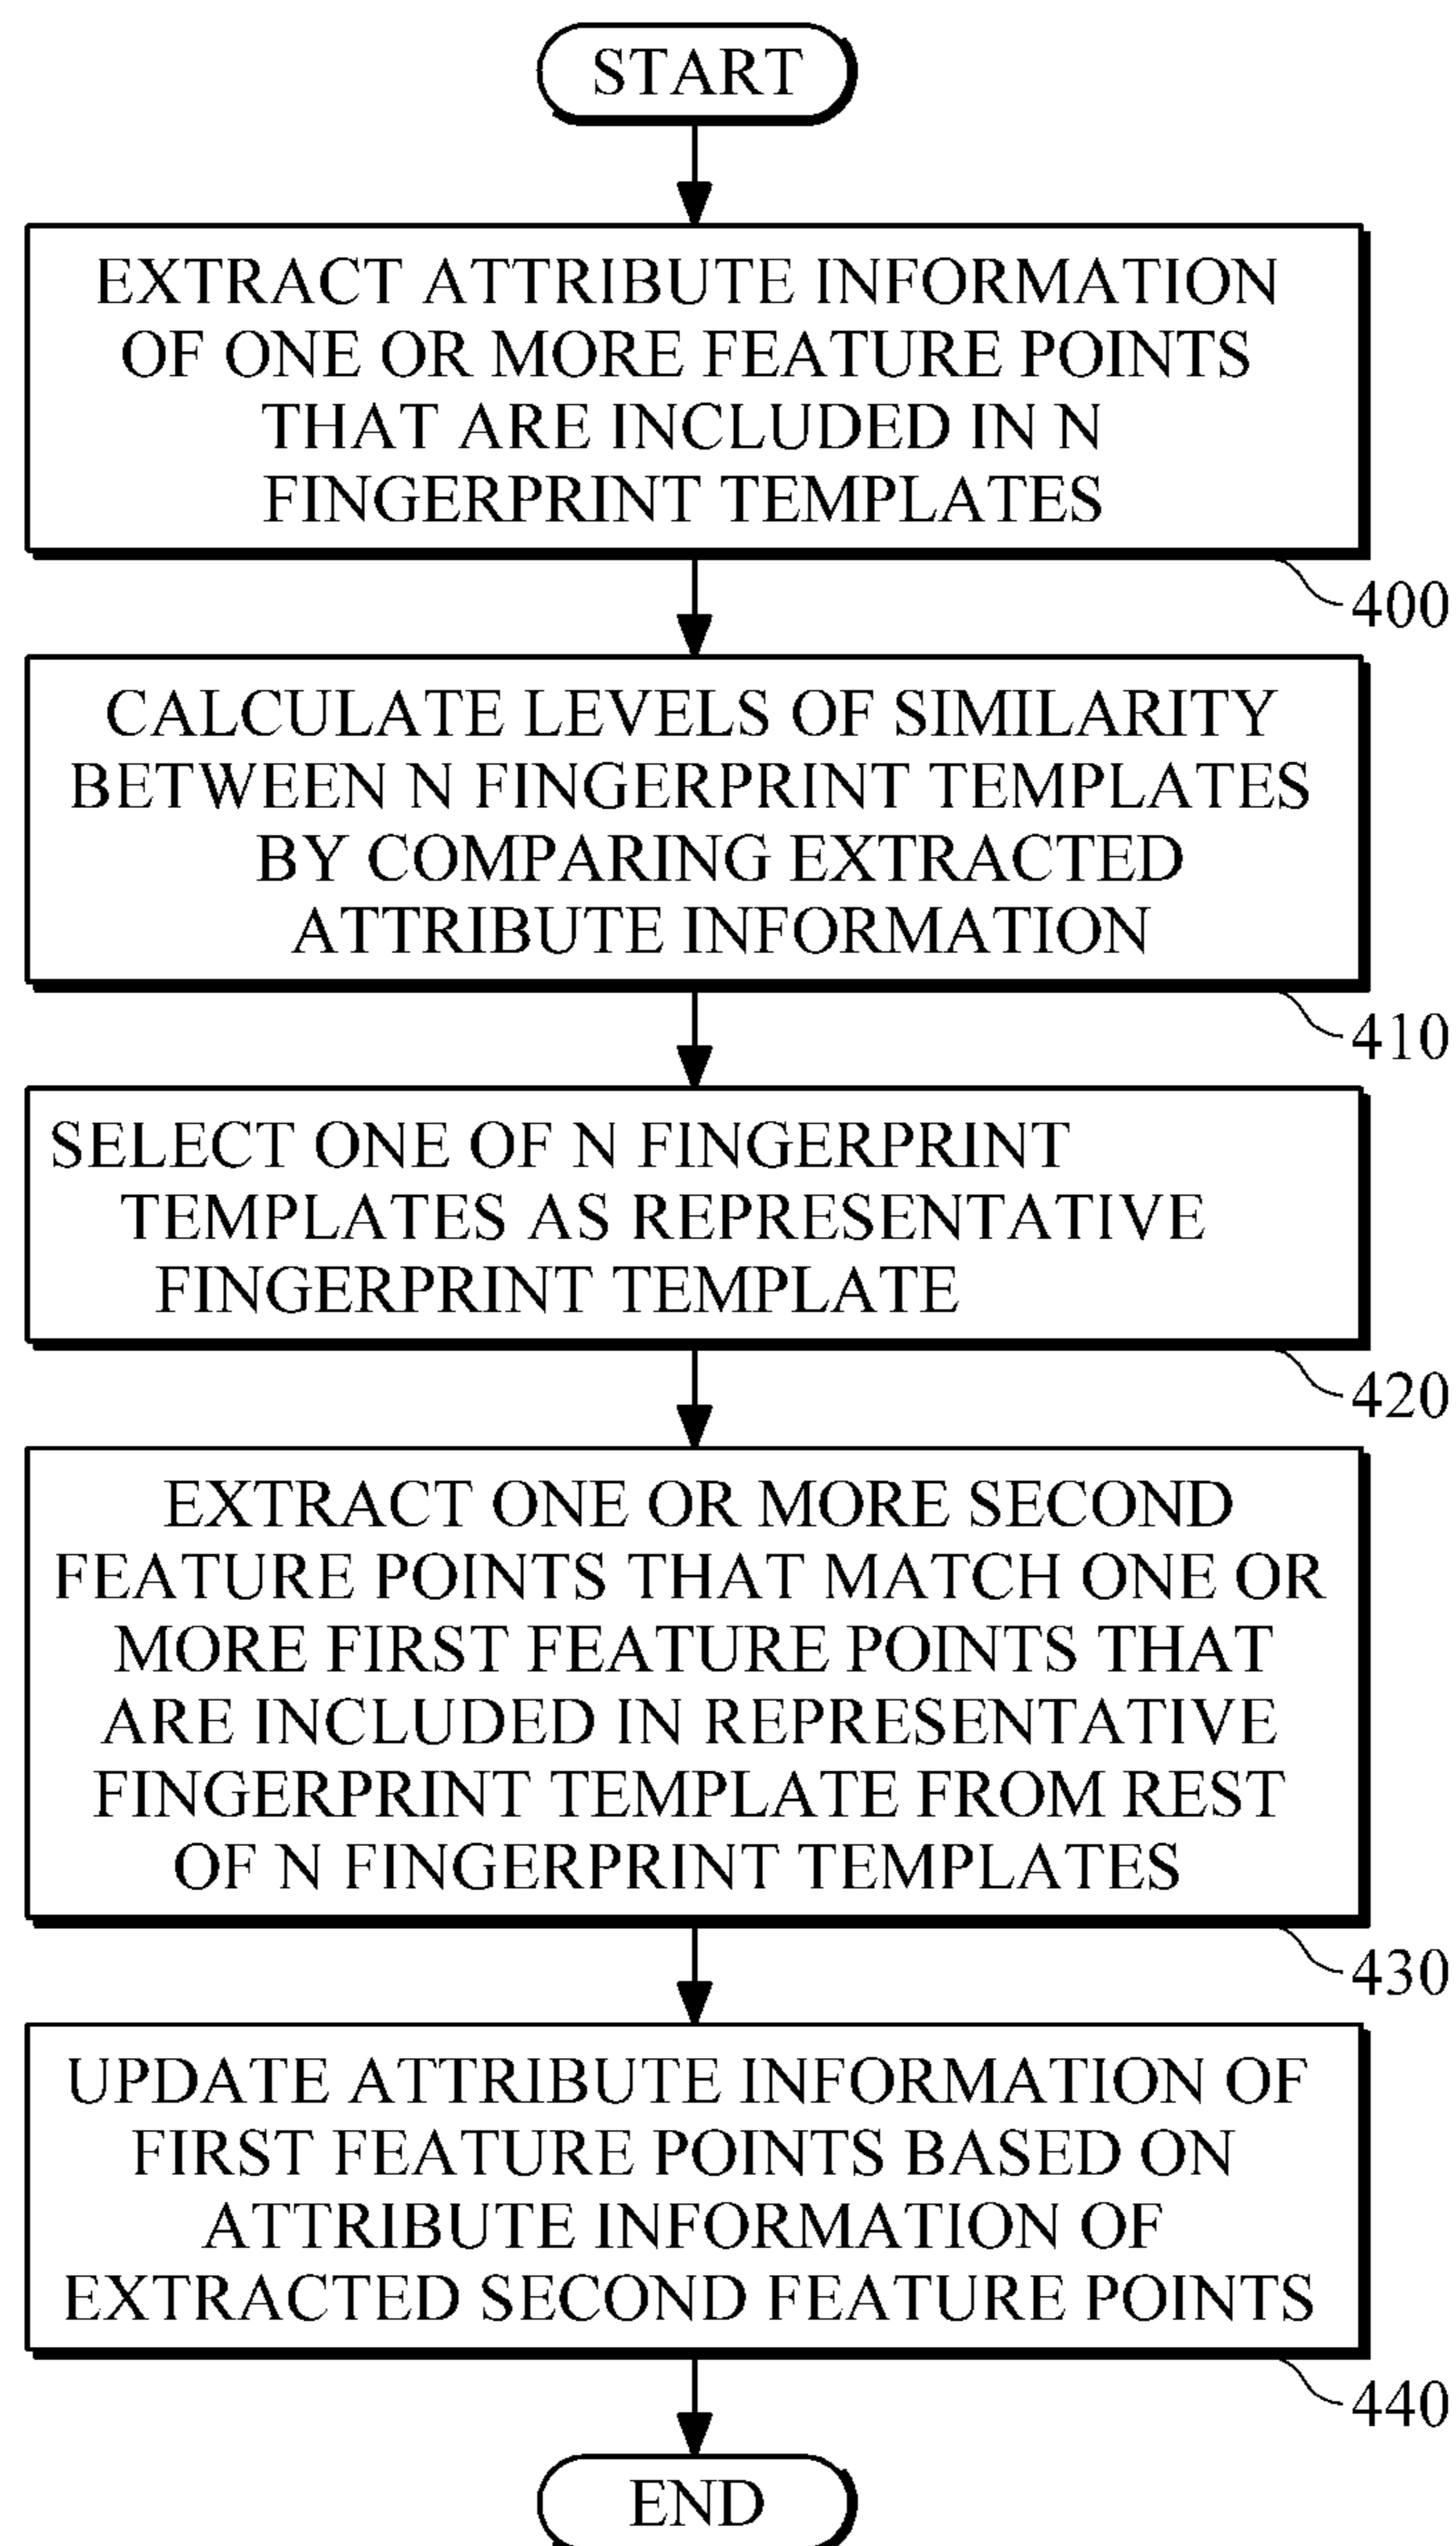 START
EXTRACT ATTRIBUTE INFORMATION
OF ONE OR MORE FEATURE POINTS
THAT ARE INCLUDED IN N
FINGERPRINT TEMPLATES
400
CALCULATE LEVELS OF SIMILARITY
BETWEEN N FINGERPRINT TEMPLATES
BY COMPARING EXTRACTED
ATTRIBUTE INFORMATION
410
SELECT ONE OF N FINGERPRINT
TEMPLATES AS REPRESENTATIVE
FINGERPRINT TEMPLATE
420
EXTRACT ONE OR MORE SECOND
FEATURE POINTS THAT MATCH ONE OR
MORE FIRST FEATURE POINTS THAT
ARE INCLUDED IN REPRESENTATIVE
FINGERPRINT TEMPLATE FROM REST
OF N FINGERPRINT TEMPLATES
430
UPDATE ATTRIBUTE INFORMATION OF
FIRST FEATURE POINTS BASED ON
ATTRIBUTE INFORMATION OF
EXTRACTED SECOND FEATURE POINTS
440
END